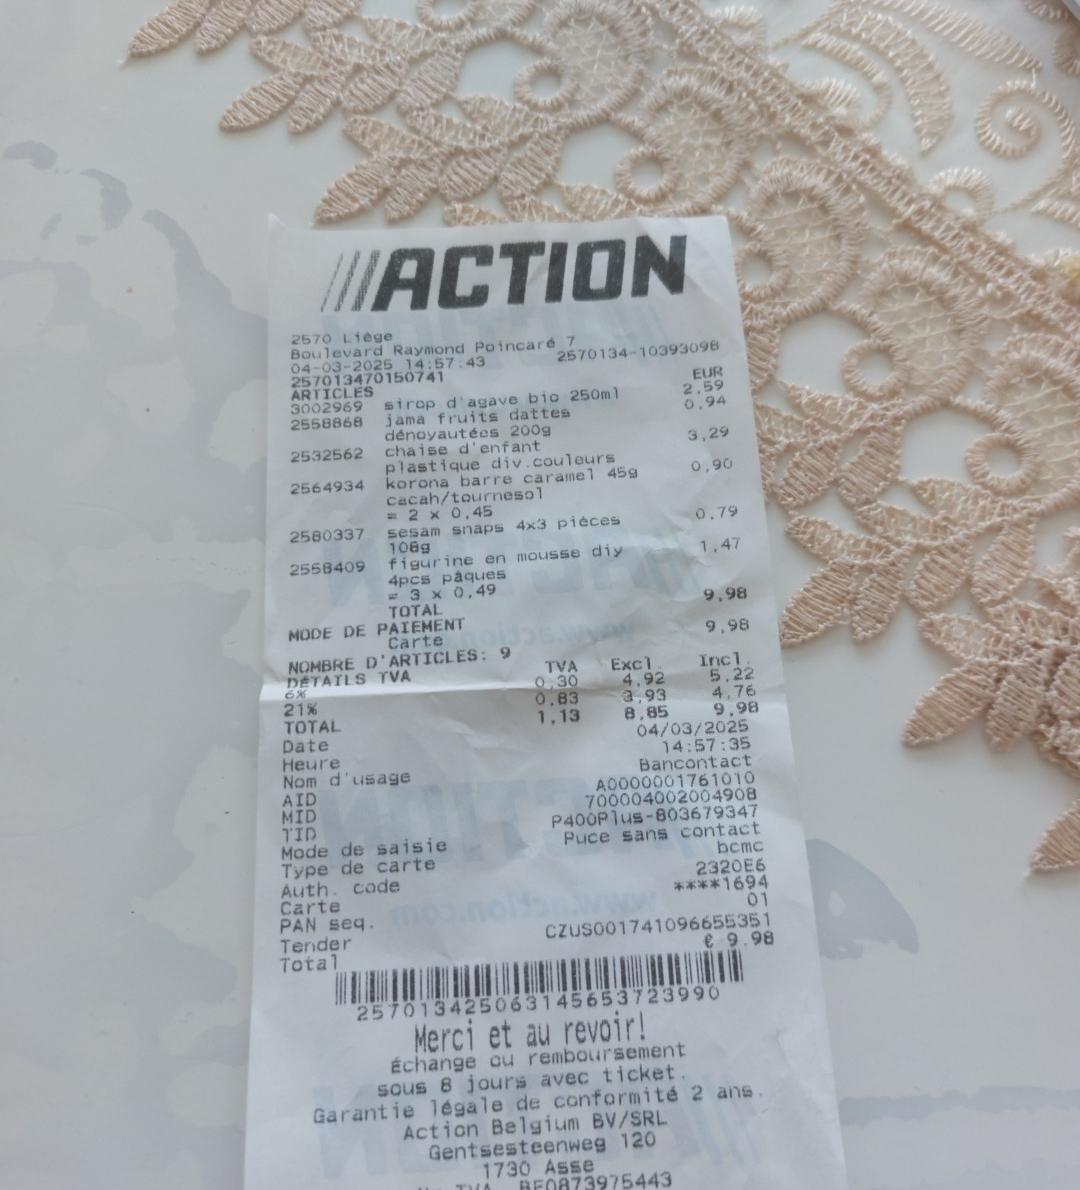 ACTION
2570 Liège
Boulevard Raymond Poincaré 7
04-03-2025 14:57:43 2570134-10393098
257013470150741
ARTICLES EUR
3002969 sirop d'agave bio 250ml 2,59
2558868 jama fruits dattes 0,94
dénoyautées 200g
2532562 chaise d'enfant 3,29
plastique div.couleurs
2564934 korona barre caramel 45g 0,90
cacah/tournesol
= 2 x 0,45
2580337 sesam snaps 4x3 pièces 0,79
108g
2558409 figurine en mousse diy 1,47
4pcs pâques
= 3 x 0,49
TOTAL 9,98
MODE DE PAIEMENT
Carte 9,98
NOMBRE D'ARTICLES: 9
DÉTAILS TVA TVA Excl. Incl.
6% 0,30 4,92 5,22
21% 0,83 3,93 4,76
TOTAL 1,13 8,85 9,98
Date 04/03/2025
Heure 14:57:35
Nom d'usage Bancontact
AID A0000001761010
MID 700004002004908
TID P400Plus-803679347
Mode de saisie Puce sans contact
Type de carte bcmc
Auth. code 2320E6
Carte ****1694
PAN seq. 01
Tender CZUS001741096655351
Total € 9.98
257013425063145653723990
Merci et au revoir!
Échange ou remboursement
sous 8 jours avec ticket.
Garantie légale de conformité 2 ans.
Action Belgium BV/SRL
Gentsesteenweg 120
1730 Asse
TVA BE0873975443